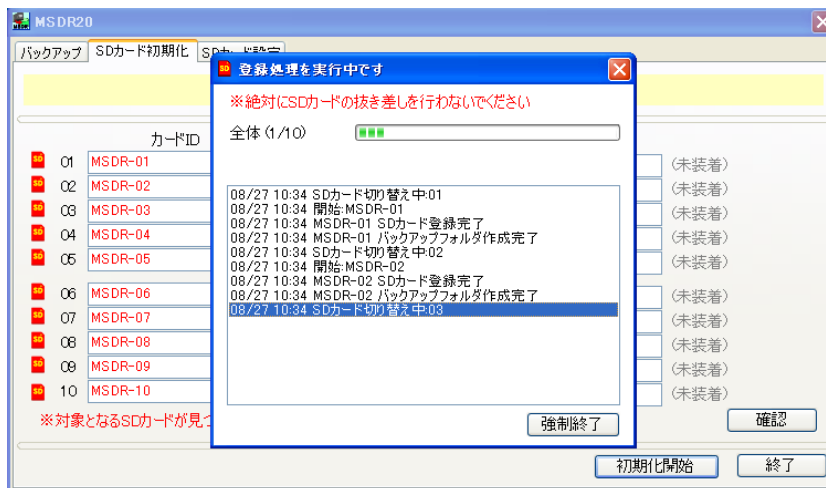 MSDR20
バックアップ SDカード初期化
登録処理を実行中です
※絶対にSDカードの抜き差しを行わないでください
全体(1/10)
08/27 10:34 SDカード切り替え中:01
08/27 10:34 開始:MSDR-01
08/27 10:34 MSDR-01 SDカード登録完了
08/27 10:34 MSDR-01 バックアップフォルダ作成完了
08/27 10:34 SDカード切り替え中:02
08/27 10:34 開始:MSDR-02
08/27 10:34 MSDR-02 SDカード登録完了
08/27 10:34 MSDR-02 バックアップフォルダ作成完了
08/27 10:34 SDカード切り替え中:03
強制終了
カードID
01 MSDR-01 (未装着)
02 MSDR-02 (未装着)
03 MSDR-03 (未装着)
04 MSDR-04 (未装着)
05 MSDR-05 (未装着)
06 MSDR-06 (未装着)
07 MSDR-07 (未装着)
08 MSDR-08 (未装着)
09 MSDR-09 (未装着)
10 MSDR-10 (未装着)
※対象となるSDカードが見つ
確認
初期化開始 終了